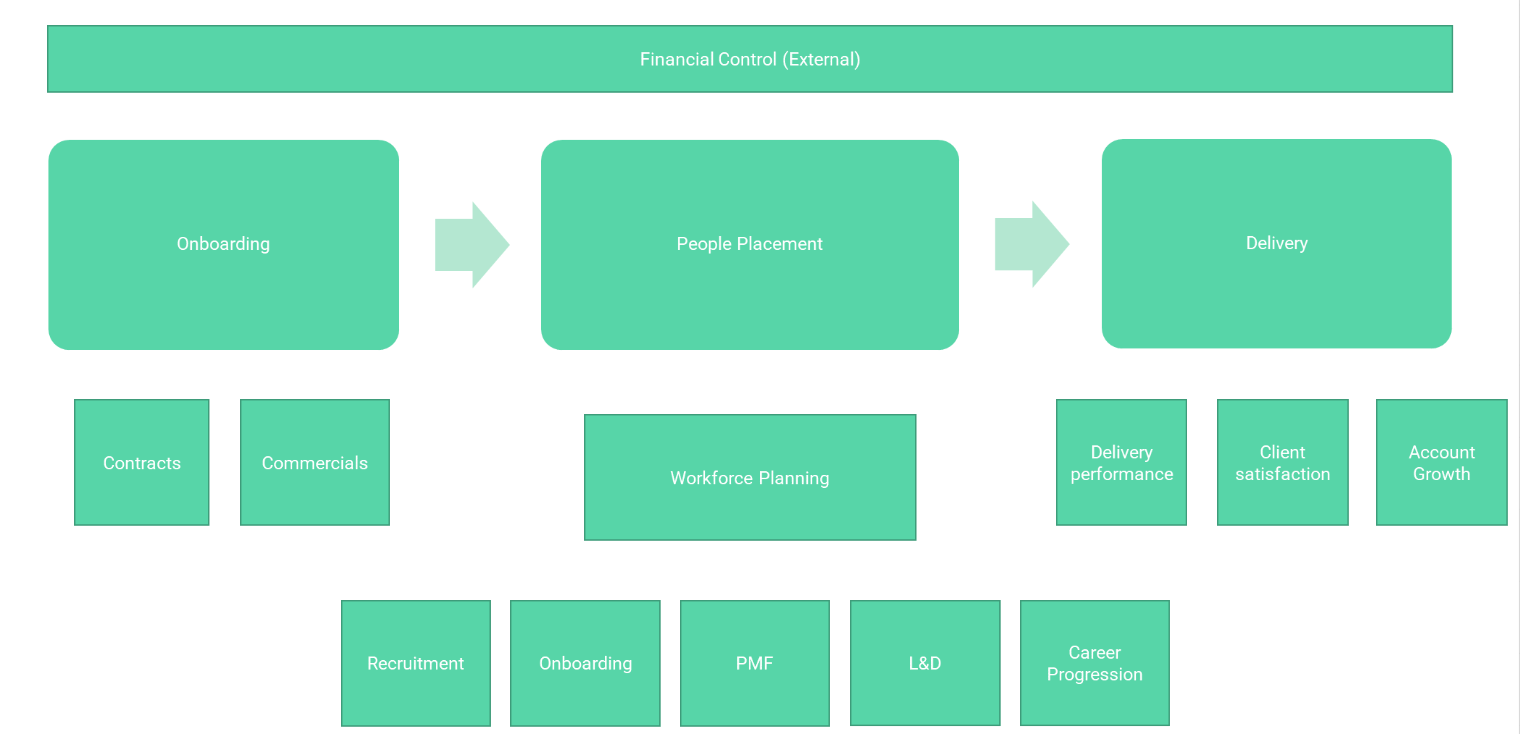 Financial Control (External)
Onboarding
People Placement
Delivery
Contracts
Commercials
Workforce Planning
Delivery
performance
Client
satisfaction
Account
Growth
Recruitment
Onboarding
PMF
L&D
Career
Progression